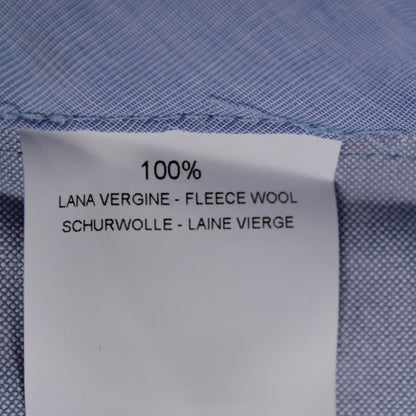 100%
LANA VERGINE - FLEECE WOOL
SCHURWOLLE - LAINE VIERGE